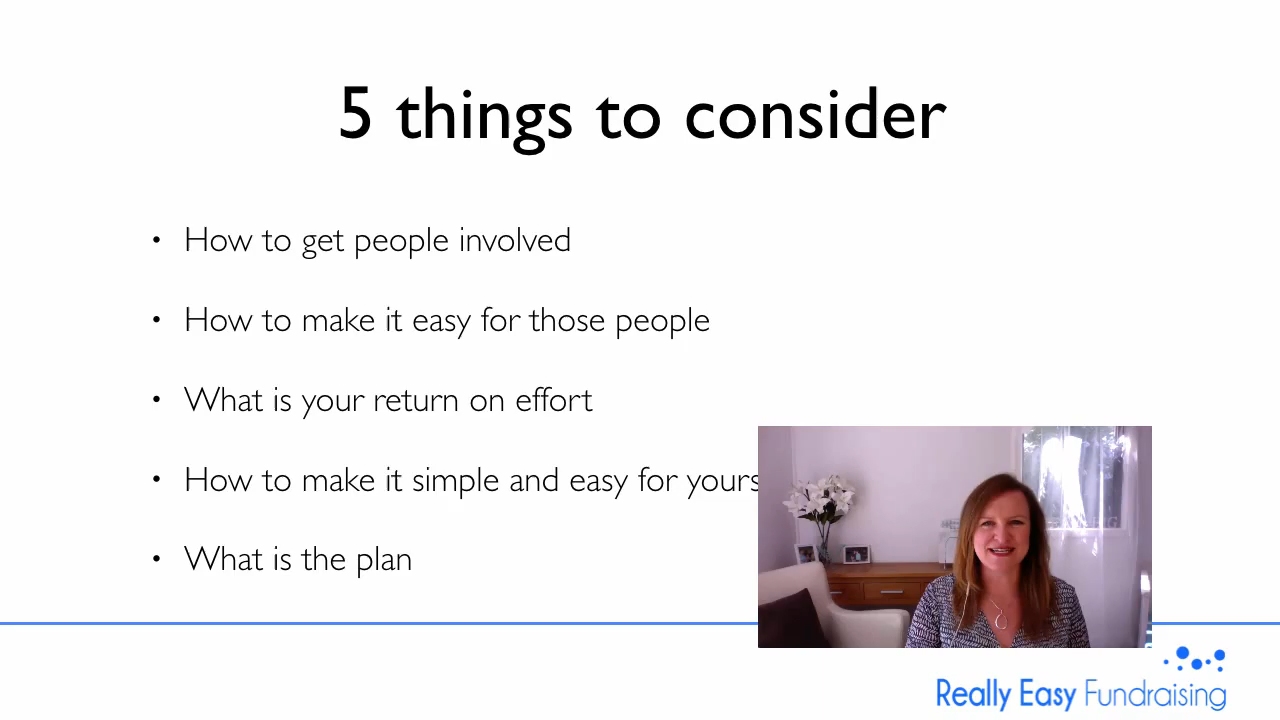 5 things to consider
• How to get people involved
• How to make it easy for those people
• What is your return on effort
• How to make it simple and easy for yours
• What is the plan
Really Easy Fundraising